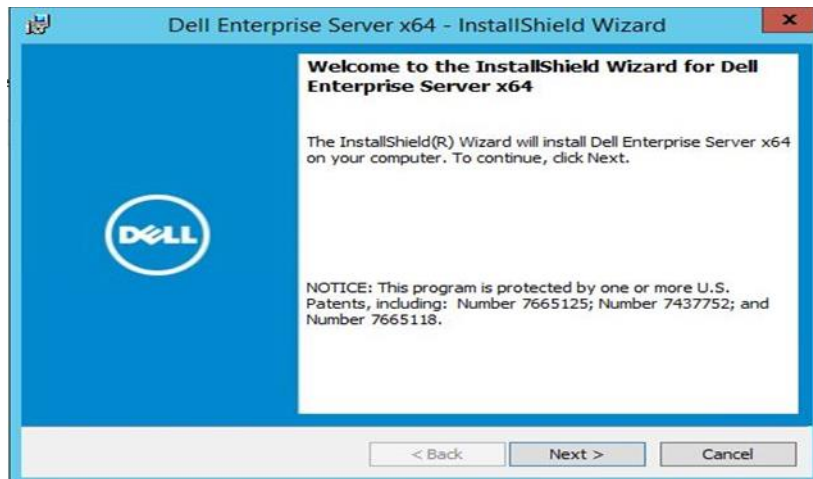 Dell Enterprise Server x64 - InstallShield Wizard
x
Welcome to the InstallShield Wizard for Dell
Enterprise Server x64
The InstallShield(R) Wizard will install Dell Enterprise Server x64
on your computer. To continue, click Next.
DELL
NOTICE: This program is protected by one or more U.S.
Patents, including: Number 7665125; Number 7437752; and
Number 7665118.
< Back
Next >
Cancel